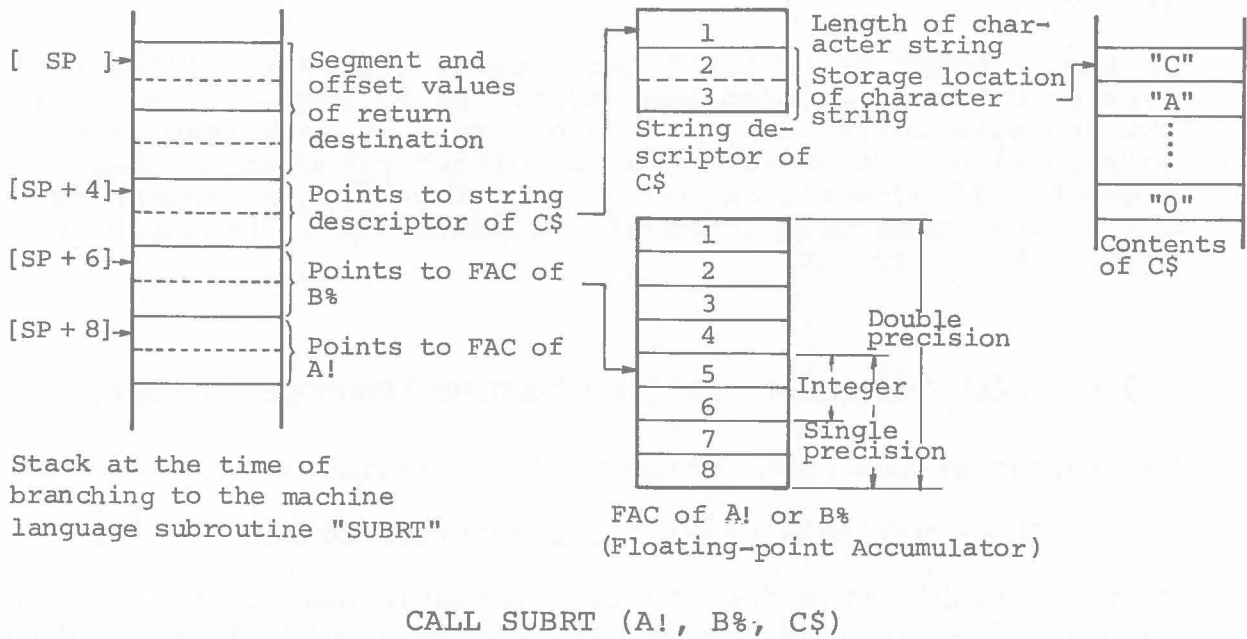 [ SP ]
Segment and
offset values
of return
destination
[SP + 4]
Points to string
descriptor of C$
[SP + 6]
Points to FAC of
B%
[SP + 8]
Points to FAC of
A!
Stack at the time of
branching to the machine
language subroutine "SUBRT"
1
2
3
Length of char-
acter string
Storage location
of character
string
String de-
scriptor of
C$
"C"
"A"
"0"
Contents
of C$
1
2
3
4
5
6
7
8
Double
precision
Integer
Single
precision
FAC of A! or B%
(Floating-point Accumulator)
CALL SUBRT (A!, B%, C$)